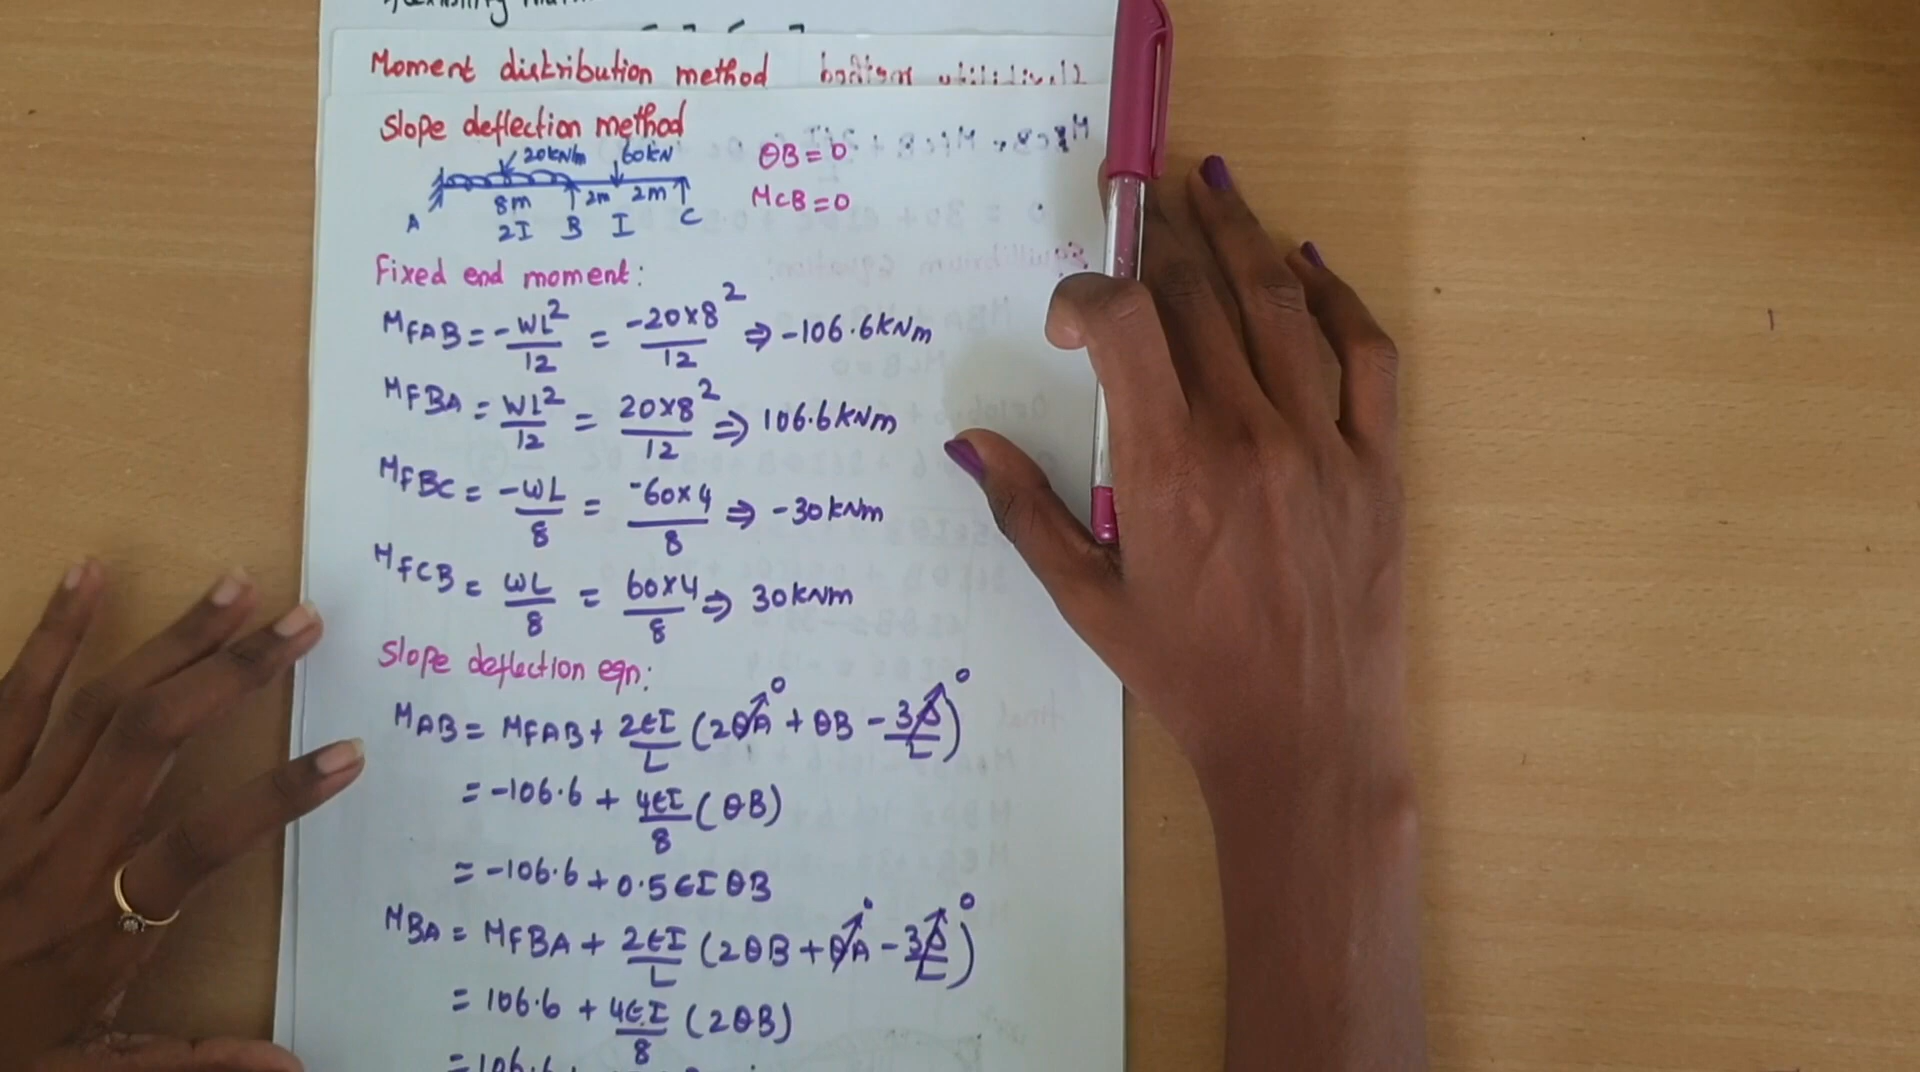 Moment distribution method
Slope deflection method
20kN/m 60kN
8m 2m 2m
A 2I B I C
θB = 0
MCB = 0
Fixed end moment:
MFAB = -WL²/12 = -20×8²/12 ⇒ -106.6kNm
MFBA = WL²/12 = 20×8²/12 ⇒ 106.6kNm
MFBC = -WL/8 = -60×4/8 ⇒ -30kNm
MFCB = WL/8 = 60×4/8 ⇒ 30kNm
Slope deflection eqn:
MAB = MFAB + 2EI/L (2θA + θB - 3Δ/L) 0 0
= -106.6 + 4EI/8 (θB)
= -106.6 + 0.5EIθB
MBA = MFBA + 2EI/L (2θB + θA - 3Δ/L) 0 0
= 106.6 + 4EI/8 (2θB)